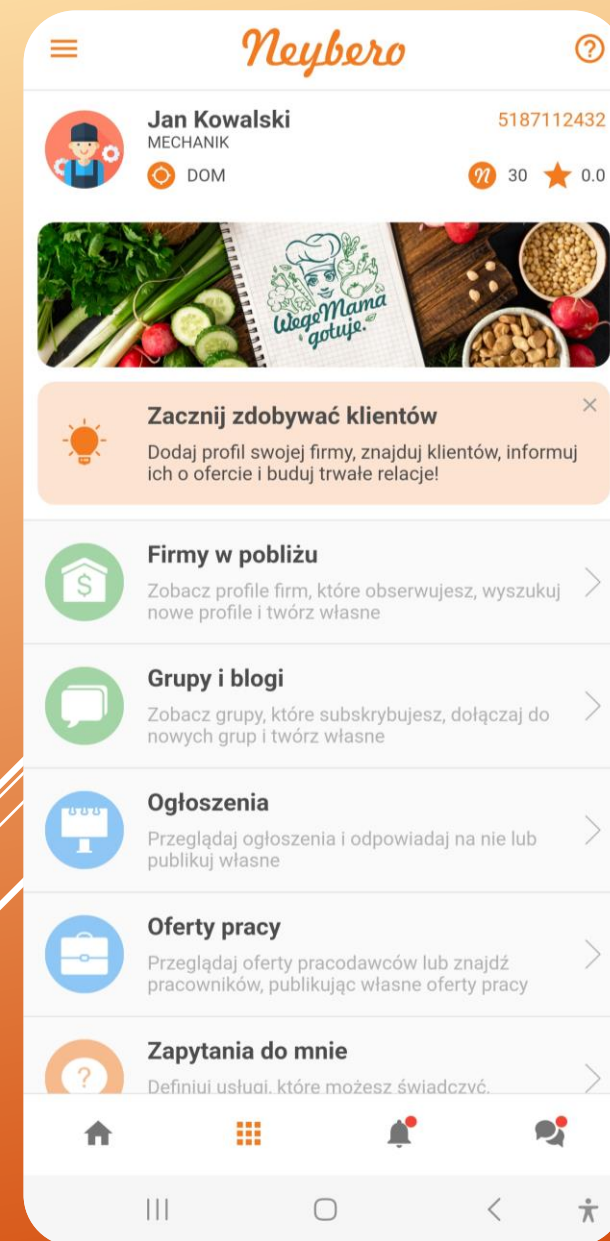 Neybero
Jan Kowalski
5187112432
MECHANIK
DOM
30
0.0
WegeMama
gotuje.
Zacznij zdobywać klientów
Dodaj profil swojej firmy, znajduj klientów, informuj
ich o ofercie i buduj trwałe relacje!
Firmy w pobliżu
Zobacz profile firm, które obserwujesz, wyszukuj
nowe profile i twórz własne
Grupy i blogi
Zobacz grupy, które subskrybujesz, dołączaj do
nowych grup i twórz własne
Ogłoszenia
Przeglądaj ogłoszenia i odpowiadaj na nie lub
publikuj własne
Oferty pracy
Przeglądaj oferty pracodawców lub znajdź
pracowników, publikując własne oferty pracy
Zapytania do mnie
Definiuj usługi, które możesz świadczyć,